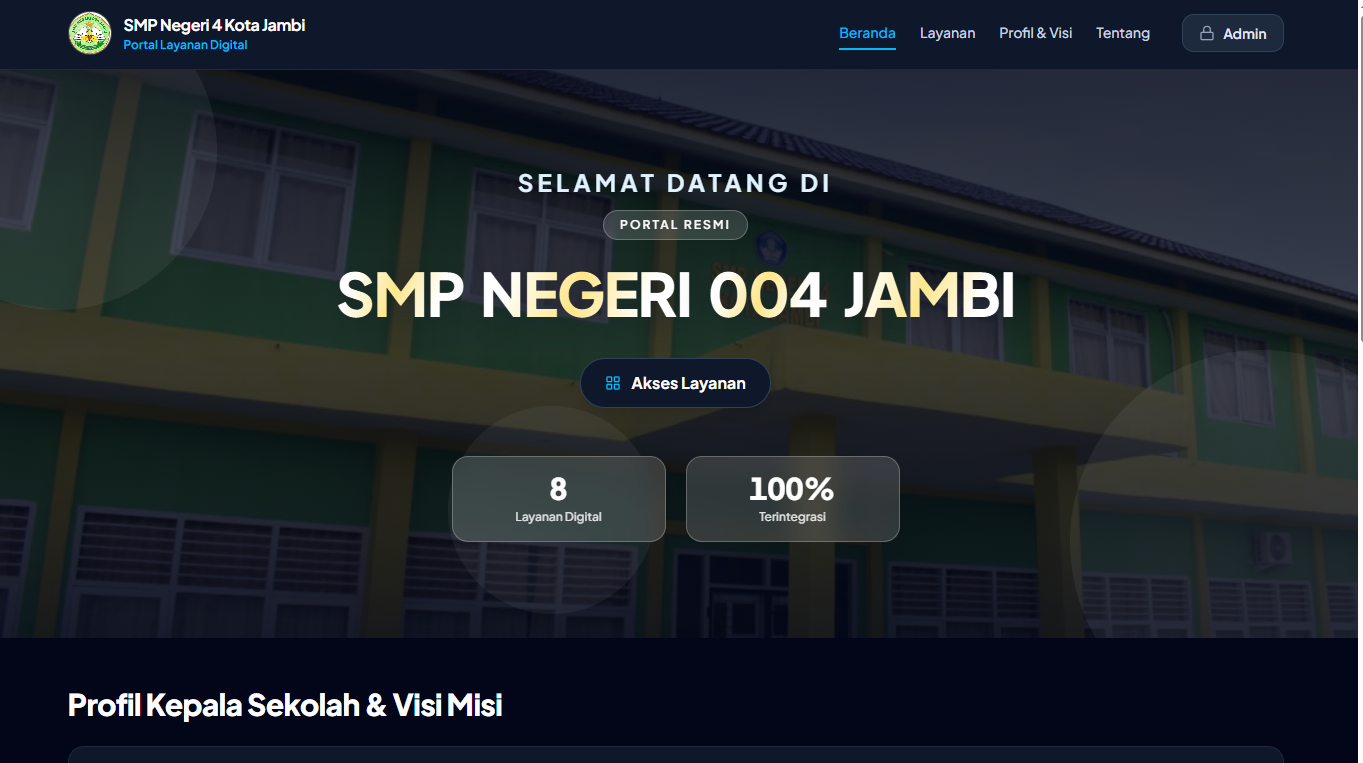 SMP Negeri 4 Kota Jambi
Portal Layanan Digital
Beranda
Layanan
Profil & Visi
Tentang
Admin
SELAMAT DATANG DI
PORTAL RESMI
SMP NEGERI 004 JAMBI
Akses Layanan
8
Layanan Digital
100%
Terintegrasi
Profil Kepala Sekolah & Visi Misi